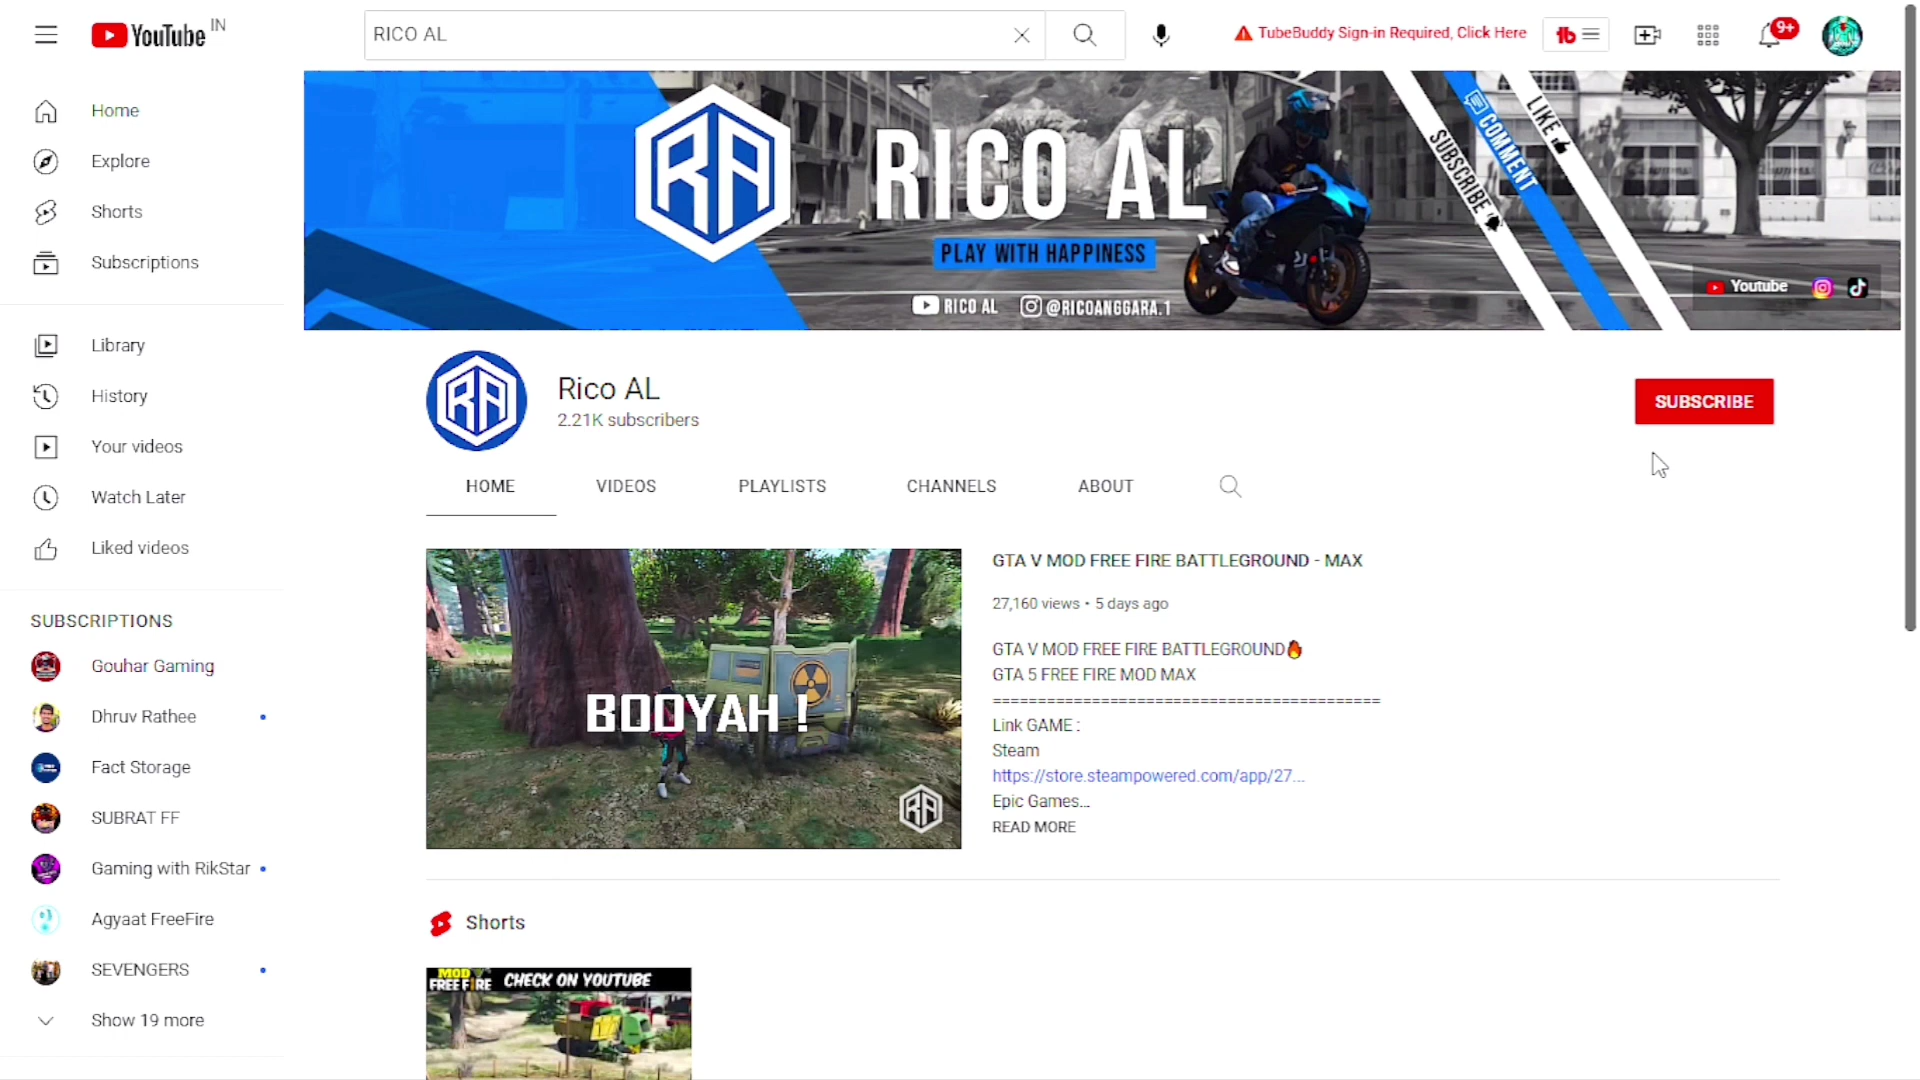 YouTube IN
RICO AL
TubeBuddy Sign-in Required, Click Here
tb
9+
Home
Explore
Shorts
Subscriptions
Library
History
Your videos
Watch Later
Liked videos
SUBSCRIPTIONS
Gouhar Gaming
Dhruv Rathee
Fact Storage
SUBRAT FF
Gaming with RikStar
Agyaat FreeFire
SEVENGERS
Show 19 more
RA
RICO AL
PLAY WITH HAPPINESS
RICO AL @RICOANGGARA.1
SUBSCRIBE
COMMENT
LIKE
Youtube
RA
Rico AL
2.21K subscribers
SUBSCRIBE
HOME
VIDEOS
PLAYLISTS
CHANNELS
ABOUT
BOOYAH !
RA
GTA V MOD FREE FIRE BATTLEGROUND - MAX
27,160 views • 5 days ago
GTA V MOD FREE FIRE BATTLEGROUND🔥
GTA 5 FREE FIRE MOD MAX
===========================================
Link GAME :
Steam
https://store.steampowered.com/app/27...
Epic Games...
READ MORE
Shorts
MOD
FREE FIRE
CHECK ON YOUTUBE